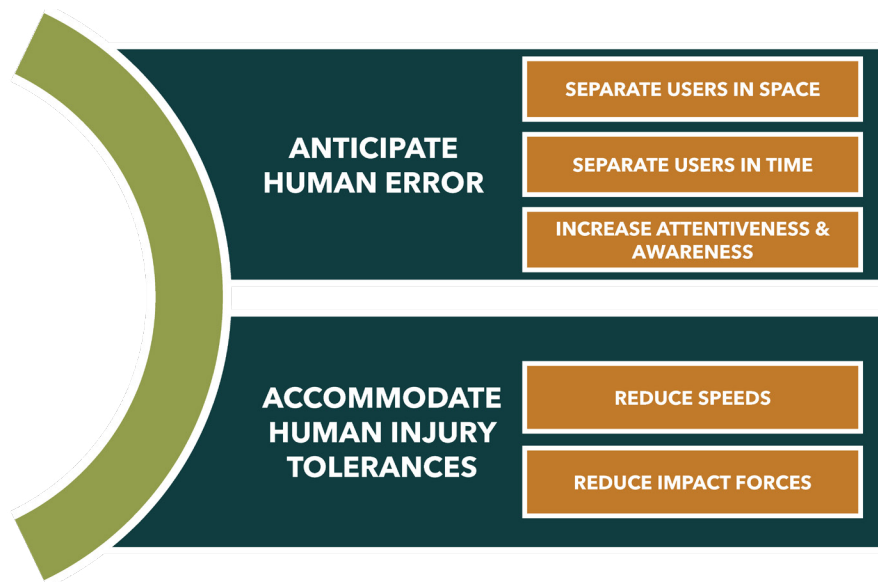 ANTICIPATE
HUMAN ERROR
SEPARATE USERS IN SPACE
SEPARATE USERS IN TIME
INCREASE ATTENTIVENESS &
AWARENESS
ACCOMMODATE
HUMAN INJURY
TOLERANCES
REDUCE SPEEDS
REDUCE IMPACT FORCES